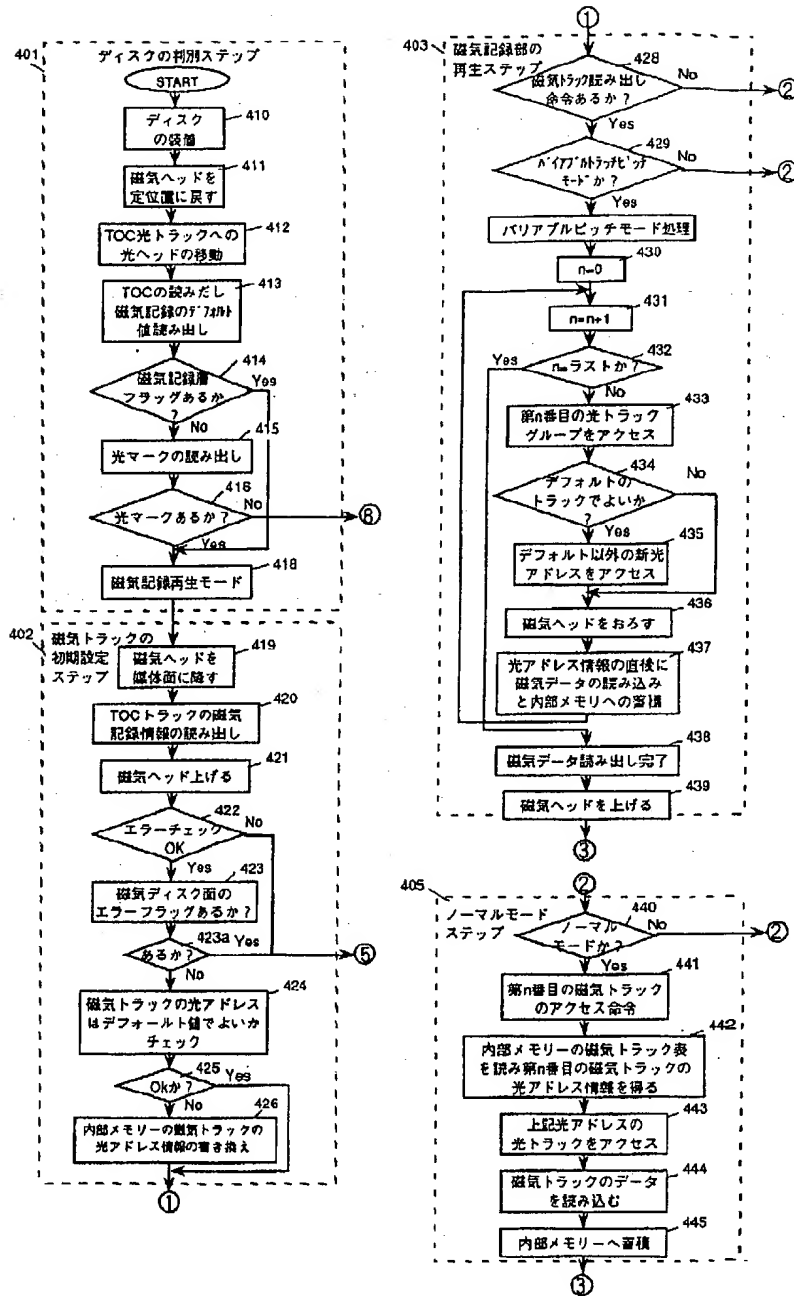 401
ディスクの判別ステップ
START
ディスク
の装着
410
磁気ヘッドを
定位置に戻す
411
TOC光トラックへの
光ヘッドの移動
412
TOCの読みだし
磁気記録のデフォルト
値読み出し
413
磁気記録層
フラッグあるか
?
414
Yes
No
光マークの読み出し
415
光マークあるか?
416
No
⑥
Yes
磁気記録再生モード
418
402
磁気トラックの
初期設定
ステップ
磁気ヘッドを
媒体面に降す
419
TOCトラックの磁気
記録情報の読み出し
420
磁気ヘッド上げる
421
エラーチェック
OK
422
No
Yes
磁気ディスク面の
エラーフラッグあるか?
423
あるか?
423a
Yes
⑤
No
磁気トラックの光アドレス
はデフォールト値でよいか
チェック
424
Okか?
425
Yes
No
内部メモリーの磁気トラックの
光アドレス情報の書き換え
426
①
①
403
磁気記録部の
再生ステップ
磁気トラック読み出し
命令あるか?
428
No
②
Yes
バイアブルトラッチピッチ
モードか?
429
No
②
Yes
バリアブルピッチモード処理
n=0
430
n=n+1
431
n=ラストか?
432
Yes
No
第n番目の光トラック
グループをアクセス
433
デフォルトの
トラックでよいか
?
434
No
Yes
デフォルト以外の新光
アドレスをアクセス
435
磁気ヘッドをおろす
436
光アドレス情報の直後に
磁気データの読み込み
と内部メモリへの蓄積
437
磁気データ読み出し完了
438
磁気ヘッドを上げる
439
③
②
405
ノーマルモード
ステップ
ノーマル
モードか?
440
No
②
Yes
第n番目の磁気トラック
のアクセス命令
441
内部メモリーの磁気トラック表
を読み第n番目の磁気トラックの
光アドレス情報を得る
442
上記光アドレスの
光トラックをアクセス
443
磁気トラックのデータ
を読み込む
444
内部メモリーへ蓄積
445
③